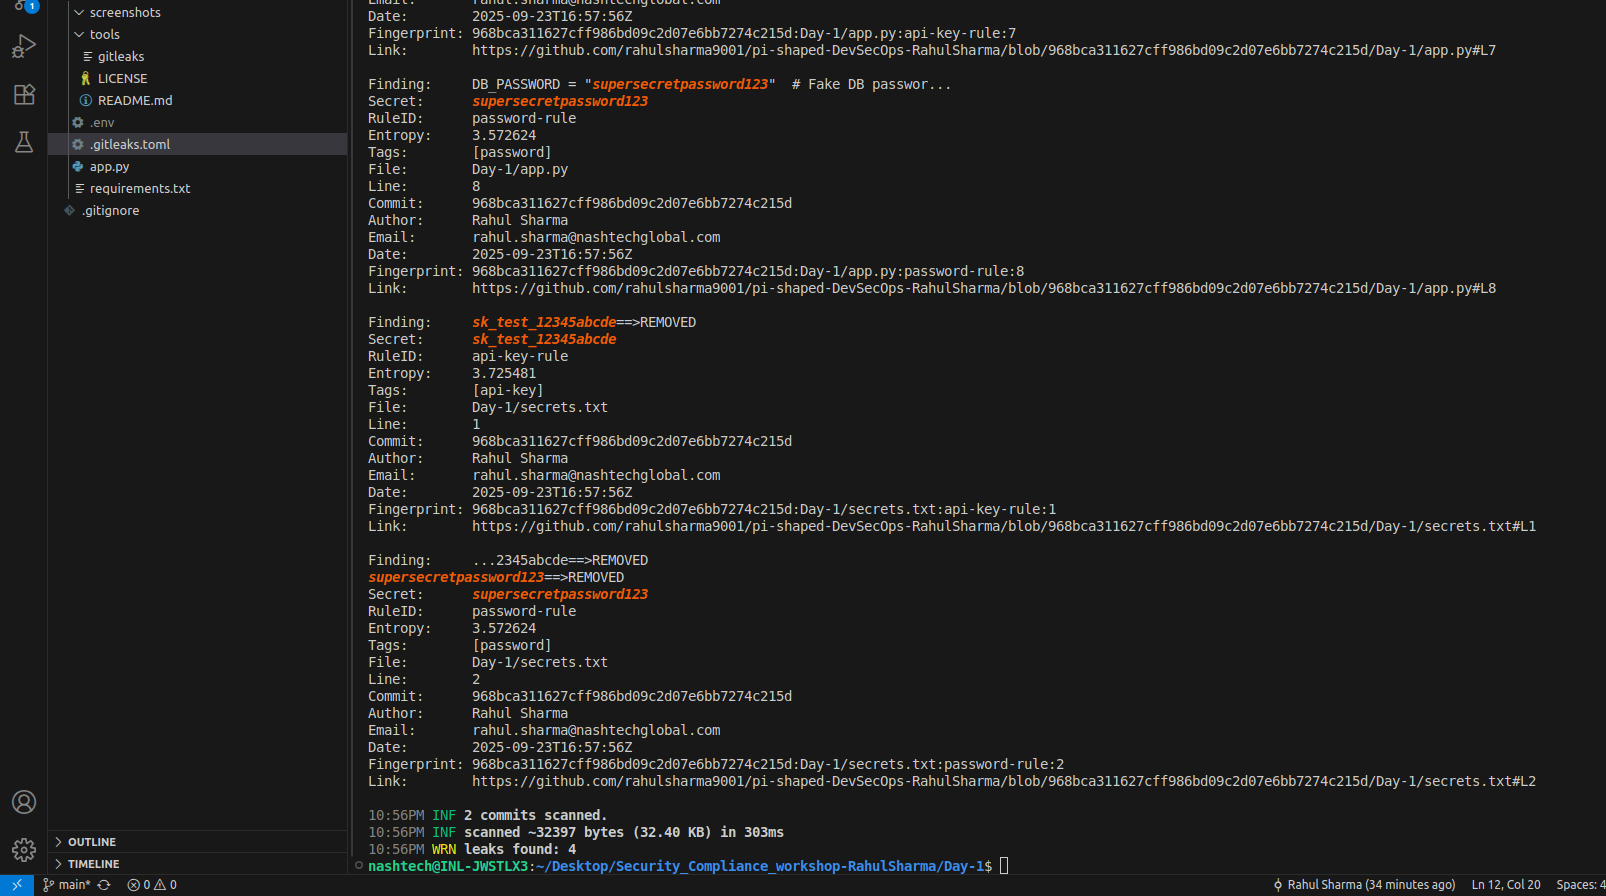 1
screenshots
tools
gitleaks
LICENSE
README.md
.env
.gitleaks.toml
app.py
requirements.txt
.gitignore
Email: rahul.sharma@nashtechglobal.com
Date: 2025-09-23T16:57:56Z
Fingerprint: 968bca311627cff986bd09c2d07e6bb7274c215d:Day-1/app.py:api-key-rule:7
Link: https://github.com/rahulsharma9001/pi-shaped-DevSecOps-RahulSharma/blob/968bca311627cff986bd09c2d07e6bb7274c215d/Day-1/app.py#L7
Finding: DB_PASSWORD = "supersecretpassword123" # Fake DB passwor...
Secret: supersecretpassword123
RuleID: password-rule
Entropy: 3.572624
Tags: [password]
File: Day-1/app.py
Line: 8
Commit: 968bca311627cff986bd09c2d07e6bb7274c215d
Author: Rahul Sharma
Email: rahul.sharma@nashtechglobal.com
Date: 2025-09-23T16:57:56Z
Fingerprint: 968bca311627cff986bd09c2d07e6bb7274c215d:Day-1/app.py:password-rule:8
Link: https://github.com/rahulsharma9001/pi-shaped-DevSecOps-RahulSharma/blob/968bca311627cff986bd09c2d07e6bb7274c215d/Day-1/app.py#L8
Finding: sk_test_12345abcde==>REMOVED
Secret: sk_test_12345abcde
RuleID: api-key-rule
Entropy: 3.725481
Tags: [api-key]
File: Day-1/secrets.txt
Line: 1
Commit: 968bca311627cff986bd09c2d07e6bb7274c215d
Author: Rahul Sharma
Email: rahul.sharma@nashtechglobal.com
Date: 2025-09-23T16:57:56Z
Fingerprint: 968bca311627cff986bd09c2d07e6bb7274c215d:Day-1/secrets.txt:api-key-rule:1
Link: https://github.com/rahulsharma9001/pi-shaped-DevSecOps-RahulSharma/blob/968bca311627cff986bd09c2d07e6bb7274c215d/Day-1/secrets.txt#L1
Finding: ...2345abcde==>REMOVED
supersecretpassword123==>REMOVED
Secret: supersecretpassword123
RuleID: password-rule
Entropy: 3.572624
Tags: [password]
File: Day-1/secrets.txt
Line: 2
Commit: 968bca311627cff986bd09c2d07e6bb7274c215d
Author: Rahul Sharma
Email: rahul.sharma@nashtechglobal.com
Date: 2025-09-23T16:57:56Z
Fingerprint: 968bca311627cff986bd09c2d07e6bb7274c215d:Day-1/secrets.txt:password-rule:2
Link: https://github.com/rahulsharma9001/pi-shaped-DevSecOps-RahulSharma/blob/968bca311627cff986bd09c2d07e6bb7274c215d/Day-1/secrets.txt#L2
10:56PM INF 2 commits scanned.
10:56PM INF scanned ~32397 bytes (32.40 KB) in 303ms
10:56PM WRN leaks found: 4
nashtech@INL-JWSTLX3:~/Desktop/Security_Compliance_workshop-RahulSharma/Day-1$
OUTLINE
TIMELINE
main* 0 0 Rahul Sharma (34 minutes ago) Ln 12, Col 20 Spaces: 4